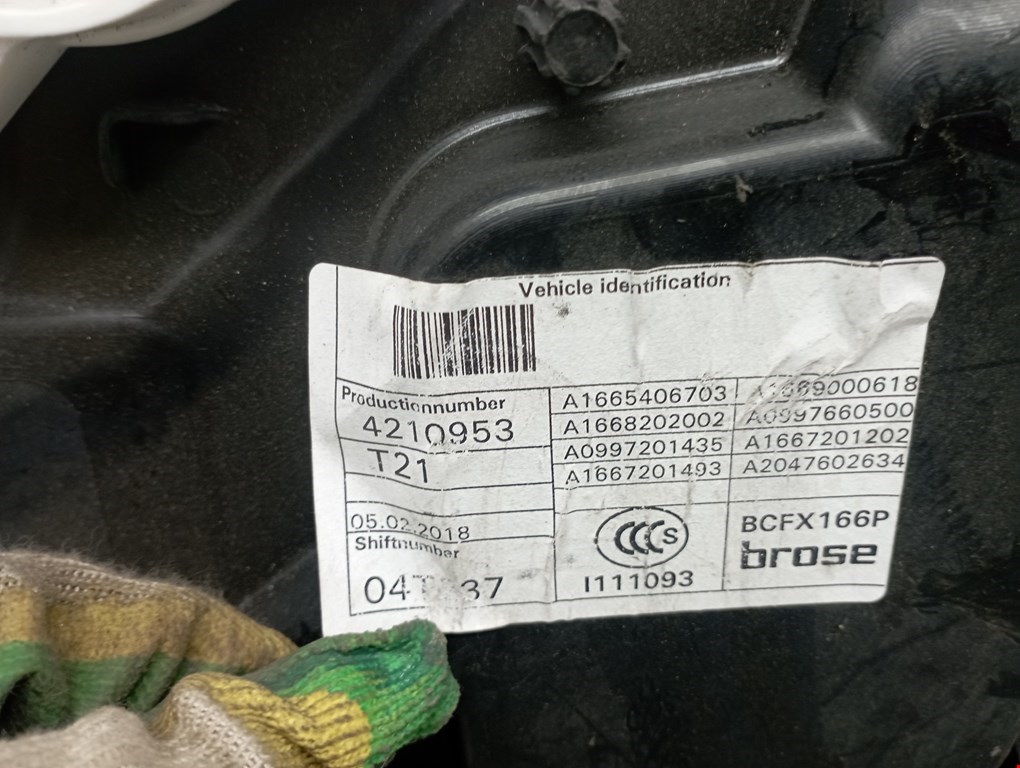 Vehicle identification
Productionnumber
4210953
T21
05.02.2018
Shiftnumber
A1665406703
A1668202002 A0997660500
A0997201435 A1667201202
A1667201493 A2047602634
CCCS
I111093
BCFX166P
brose